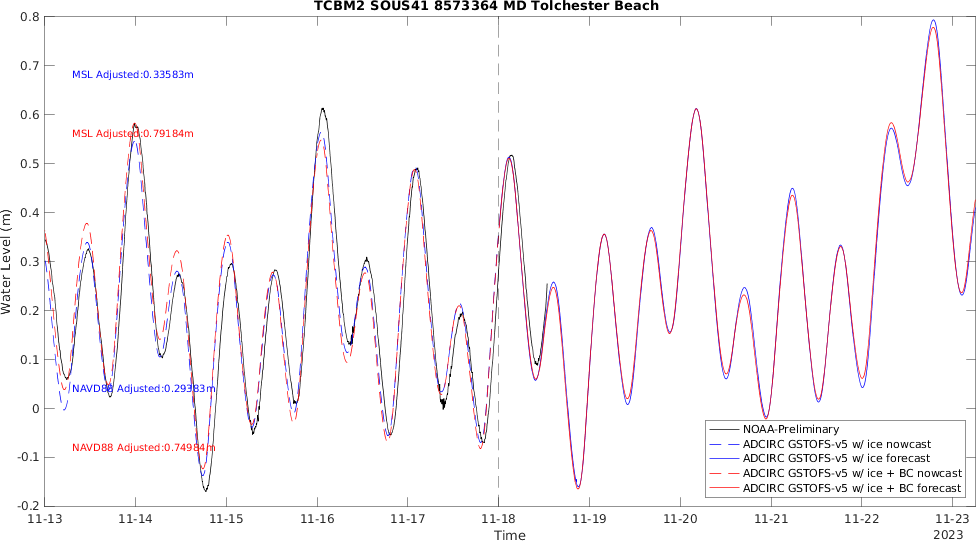 TCBM2 SOUS41 8573364 MD Tolchester Beach
0.8
0.7
0.6
0.5
0.4
0.3
0.2
0.1
0
-0.1
-0.2
Water Level (m)
MSL Adjusted:0.33583m
MSL Adjusted:0.79184m
NAVD88 Adjusted:0.29383m
NAVD88 Adjusted:0.74984m
NOAA-Preliminary
ADCIRC GSTOFS-v5 w/ ice nowcast
ADCIRC GSTOFS-v5 w/ ice forecast
ADCIRC GSTOFS-v5 w/ ice + BC nowcast
ADCIRC GSTOFS-v5 w/ ice + BC forecast
11-13 11-14 11-15 11-16 11-17 11-18 11-19 11-20 11-21 11-22 11-23
Time
2023